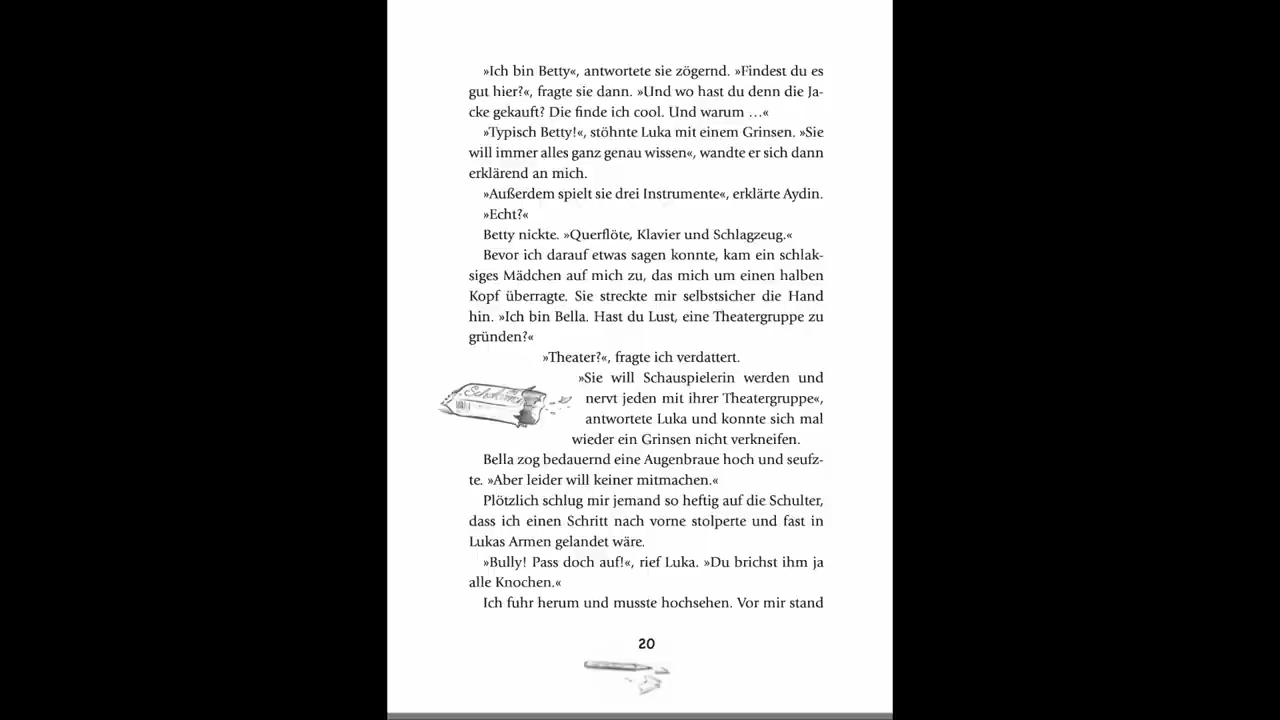 »Ich bin Betty«, antwortete sie zögernd. »Findest du es
gut hier?«, fragte sie dann. »Und wo hast du denn die Ja-
cke gekauft? Die finde ich cool. Und warum …«
»Typisch Betty!«, stöhnte Luka mit einem Grinsen. »Sie
will immer alles ganz genau wissen«, wandte er sich dann
erklärend an mich.
»Außerdem spielt sie drei Instrumente«, erklärte Aydin.
»Echt?«
Betty nickte. »Querflöte, Klavier und Schlagzeug.«
Bevor ich darauf etwas sagen konnte, kam ein schlak-
siges Mädchen auf mich zu, das mich um einen halben
Kopf überragte. Sie streckte mir selbstsicher die Hand
hin. »Ich bin Bella. Hast du Lust, eine Theatergruppe zu
gründen?«
»Theater?«, fragte ich verdattert.
»Sie will Schauspielerin werden und
nervt jeden mit ihrer Theatergruppe«,
antwortete Luka und konnte sich mal
wieder ein Grinsen nicht verkneifen.
Bella zog bedauernd eine Augenbraue hoch und seufz-
te. »Aber leider will keiner mitmachen.«
Plötzlich schlug mir jemand so heftig auf die Schulter,
dass ich einen Schritt nach vorne stolperte und fast in
Lukas Armen gelandet wäre.
»Bully! Pass doch auf!«, rief Luka. »Du brichst ihm ja
alle Knochen.«
Ich fuhr herum und musste hochsehen. Vor mir stand
20